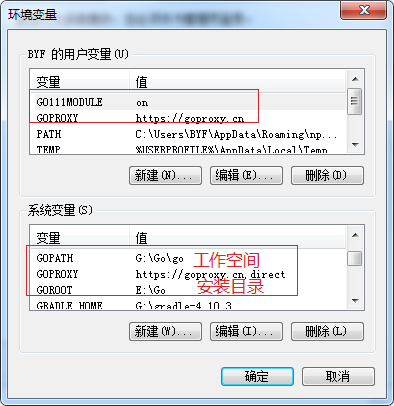 环境变量
BYF 的用户变量(U)
变量 值
GO111MODULE on
GOPROXY https://goproxy.cn
PATH C:\Users\BYF\AppData\Roaming\np...
TEMP %USERPROFILE%\AppData\Local\Temp
新建(N)... 编辑(E)... 删除(D)
系统变量(S)
变量 值
GOPATH G:\Go\go 工作空间
GOPROXY https://goproxy.cn,direct
GOROOT E:\Go 安装目录
GRADLE_HOME G:\gradle-4.10.3
新建(W)... 编辑(I)... 删除(L)
确定 取消